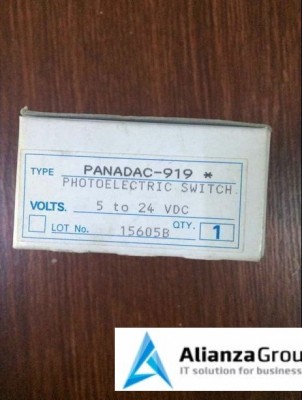 TYPE PANADAC-919 *
PHOTOELECTRIC SWITCH
VOLTS. 5 to 24 VDC
LOT No. 15605B QTY. 1
AlianzaGrou
IT solution for business